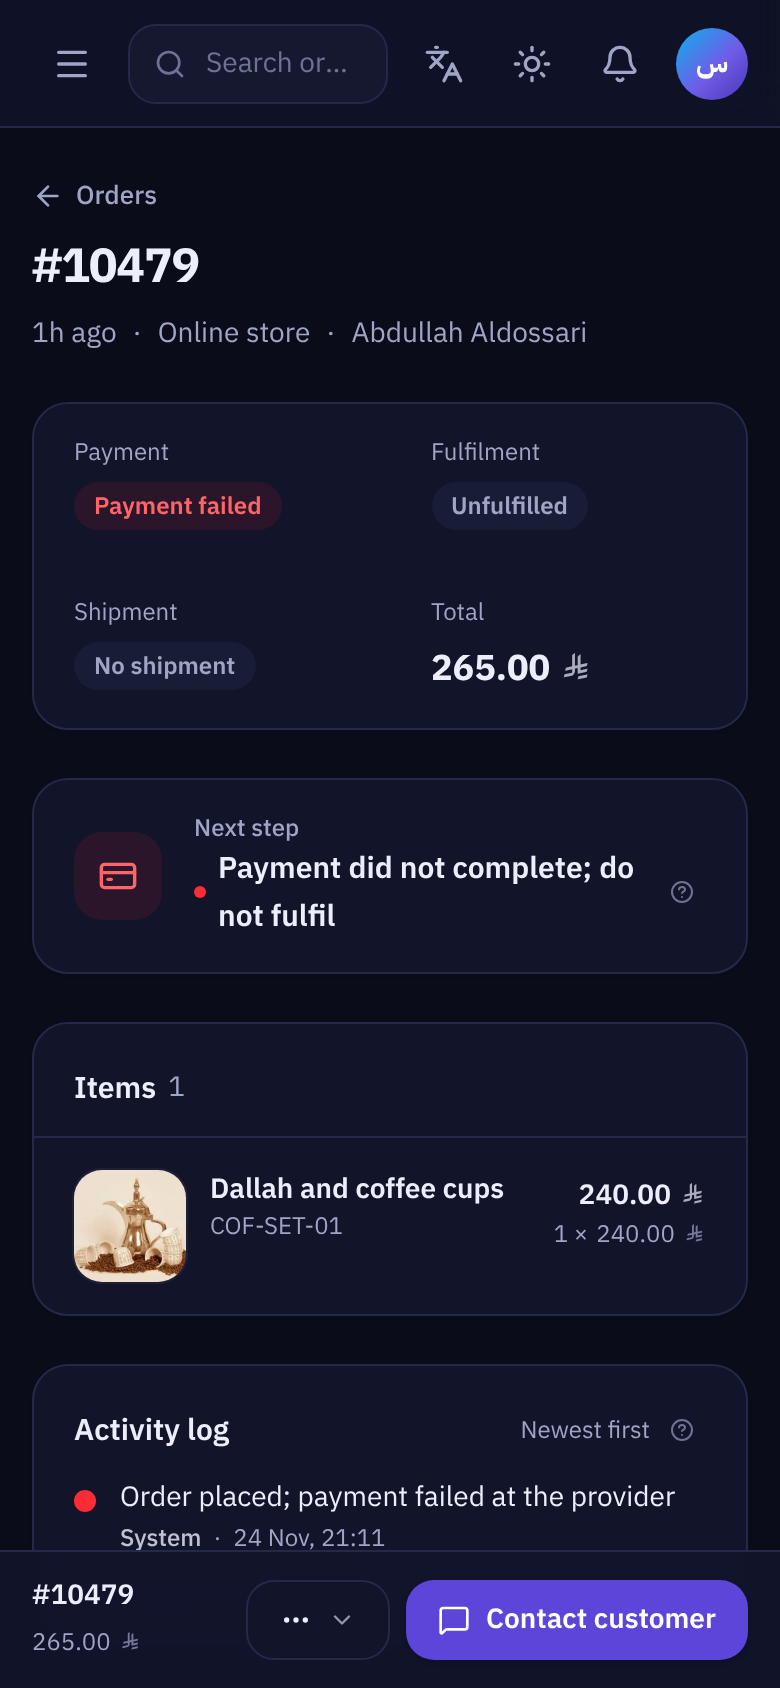 Search or...
س
Orders
#10479
1h ago · Online store · Abdullah Aldossari
Payment
Fulfilment
Payment failed
Unfulfilled
Shipment
Total
No shipment
265.00 ⃁
Next step
Payment did not complete; do
not fulfil
Items 1
Dallah and coffee cups
240.00 ⃁
COF-SET-01
1 × 240.00 ⃁
Activity log
Newest first
Order placed; payment failed at the provider
System · 24 Nov, 21:11
#10479
265.00 ⃁
Contact customer